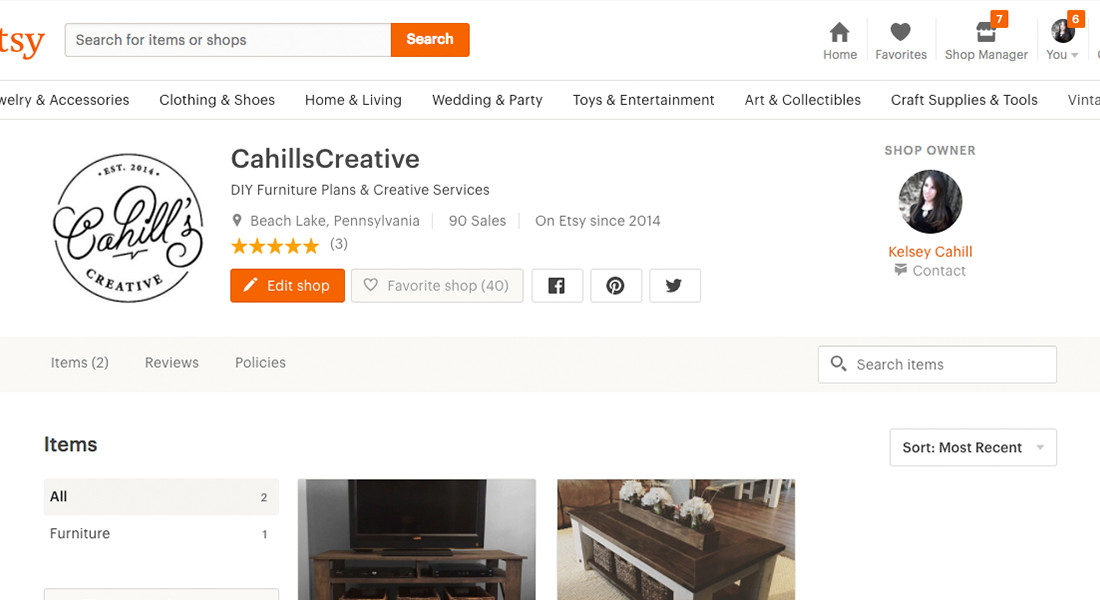 tsy
Search for items or shops
Search
7
6
Home
Favorites
Shop Manager
You
welry & Accessories
Clothing & Shoes
Home & Living
Wedding & Party
Toys & Entertainment
Art & Collectibles
Craft Supplies & Tools
Vinta
· EST. 2014 ·
Cahill's
CREATIVE
CahillsCreative
DIY Furniture Plans & Creative Services
Beach Lake, Pennsylvania
90 Sales
On Etsy since 2014
(3)
Edit shop
Favorite shop (40)
SHOP OWNER
Kelsey Cahill
Contact
Items (2)
Reviews
Policies
Search items
Items
Sort: Most Recent
All
2
Furniture
1